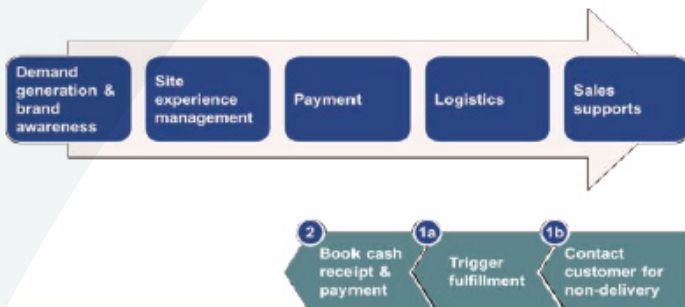 Demand
generation &
brand
awareness
Site
experience
management
Payment
Logistics
Sales
supports
2
Book cash
receipt &
payment
1a
Trigger
fulfillment
1b
Contact
customer for
non-delivery